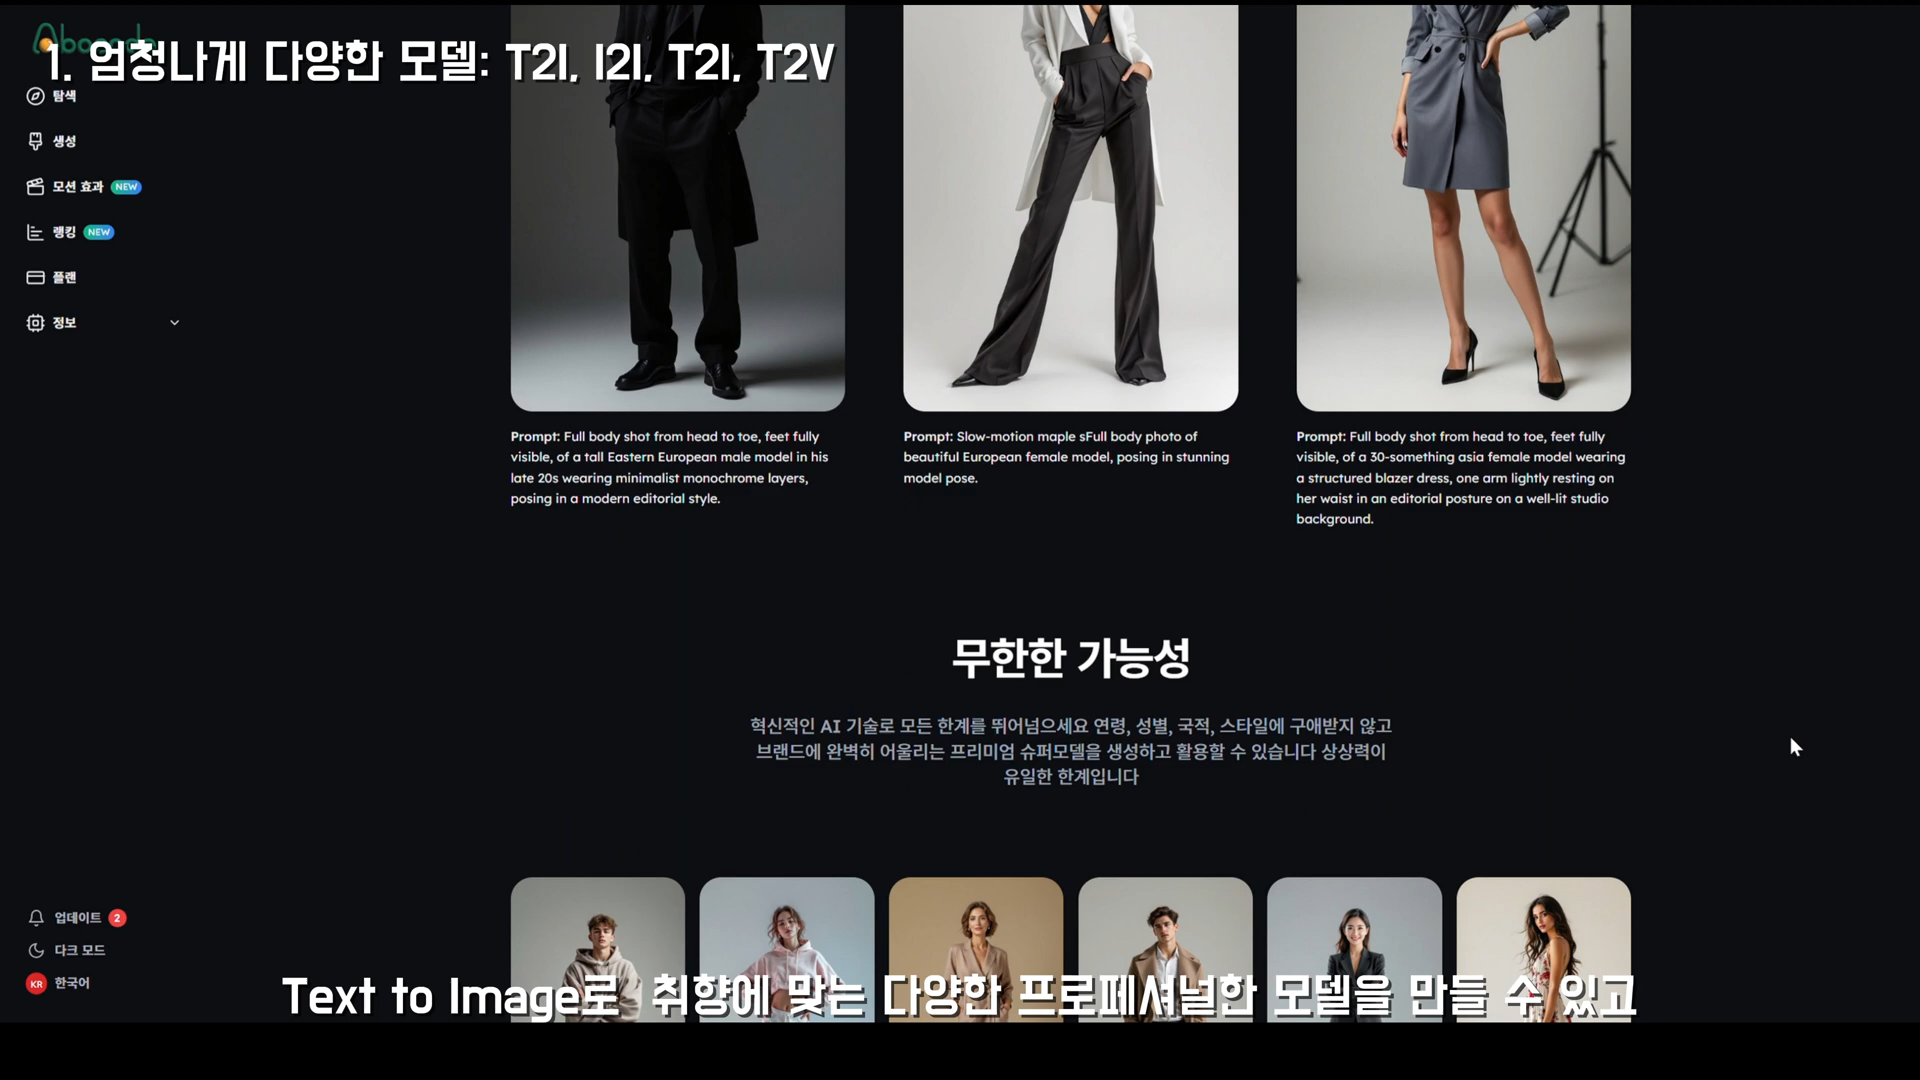 1. 엄청나게 다양한 모델: T2I, I2I, T2I, T2V
탐색
생성
모션 효과 NEW
랭킹 NEW
플랜
정보
Prompt: Full body shot from head to toe, feet fully
visible, of a tall Eastern European male model in his
late 20s wearing minimalist monochrome layers,
posing in a modern editorial style.
Prompt: Slow-motion maple sFull body photo of
beautiful European female model, posing in stunning
model pose.
Prompt: Full body shot from head to toe, feet fully
visible, of a 30-something asia female model wearing
a structured blazer dress, one arm lightly resting on
her waist in an editorial posture on a well-lit studio
background.
무한한 가능성
혁신적인 AI 기술로 모든 한계를 뛰어넘으세요 연령, 성별, 국적, 스타일에 구애받지 않고
브랜드에 완벽히 어울리는 프리미엄 슈퍼모델을 생성하고 활용할 수 있습니다 상상력이
유일한 한계입니다
업데이트 2
다크 모드
KR 한국어
Text to Image로 취향에 맞는 다양한 프로페셔널한 모델을 만들 수 있고